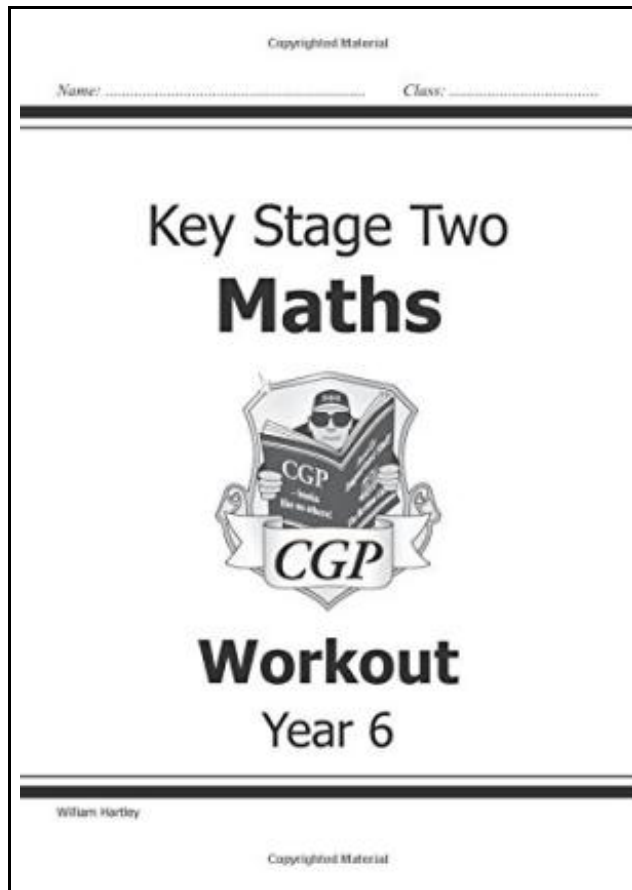 Copyrighted Material
Name: Class:
Key Stage Two
Maths
CGP
CGP
Workout
Year 6
William Hartley
Copyrighted Material